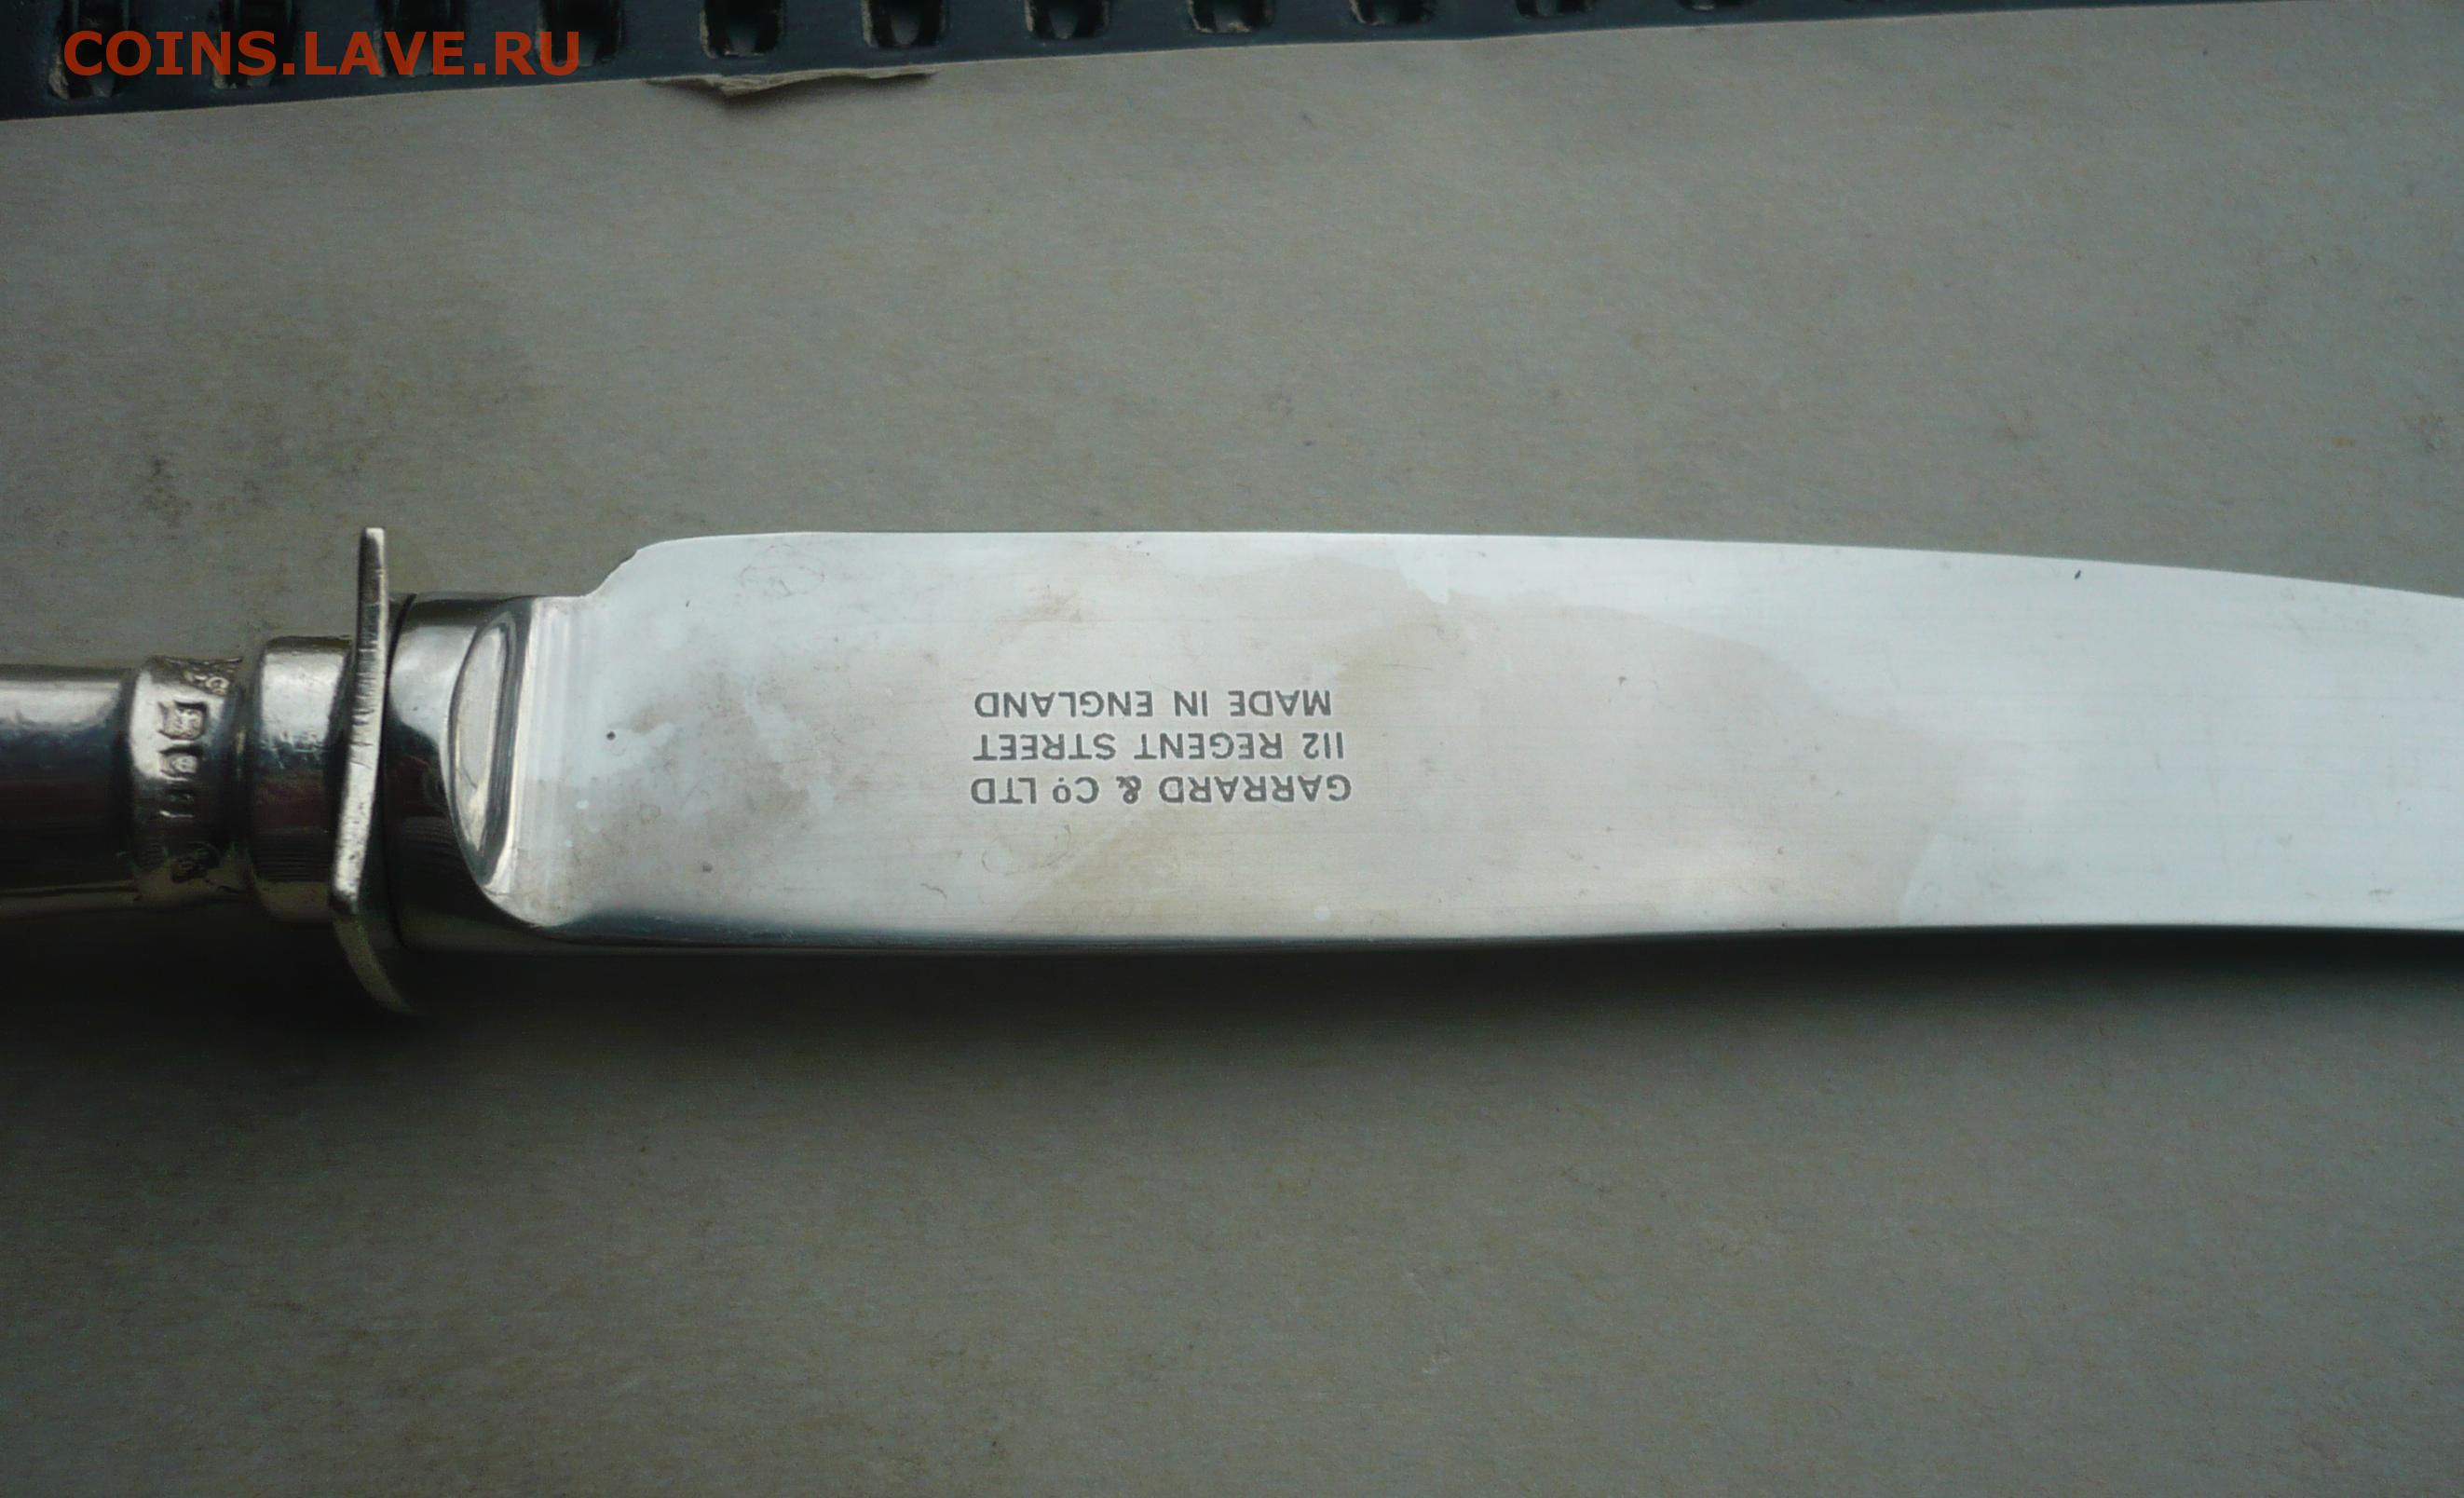 COINS.LAVE.RU
GARRARD & Cº LTD
112 REGENT STREET
MADE IN ENGLAND